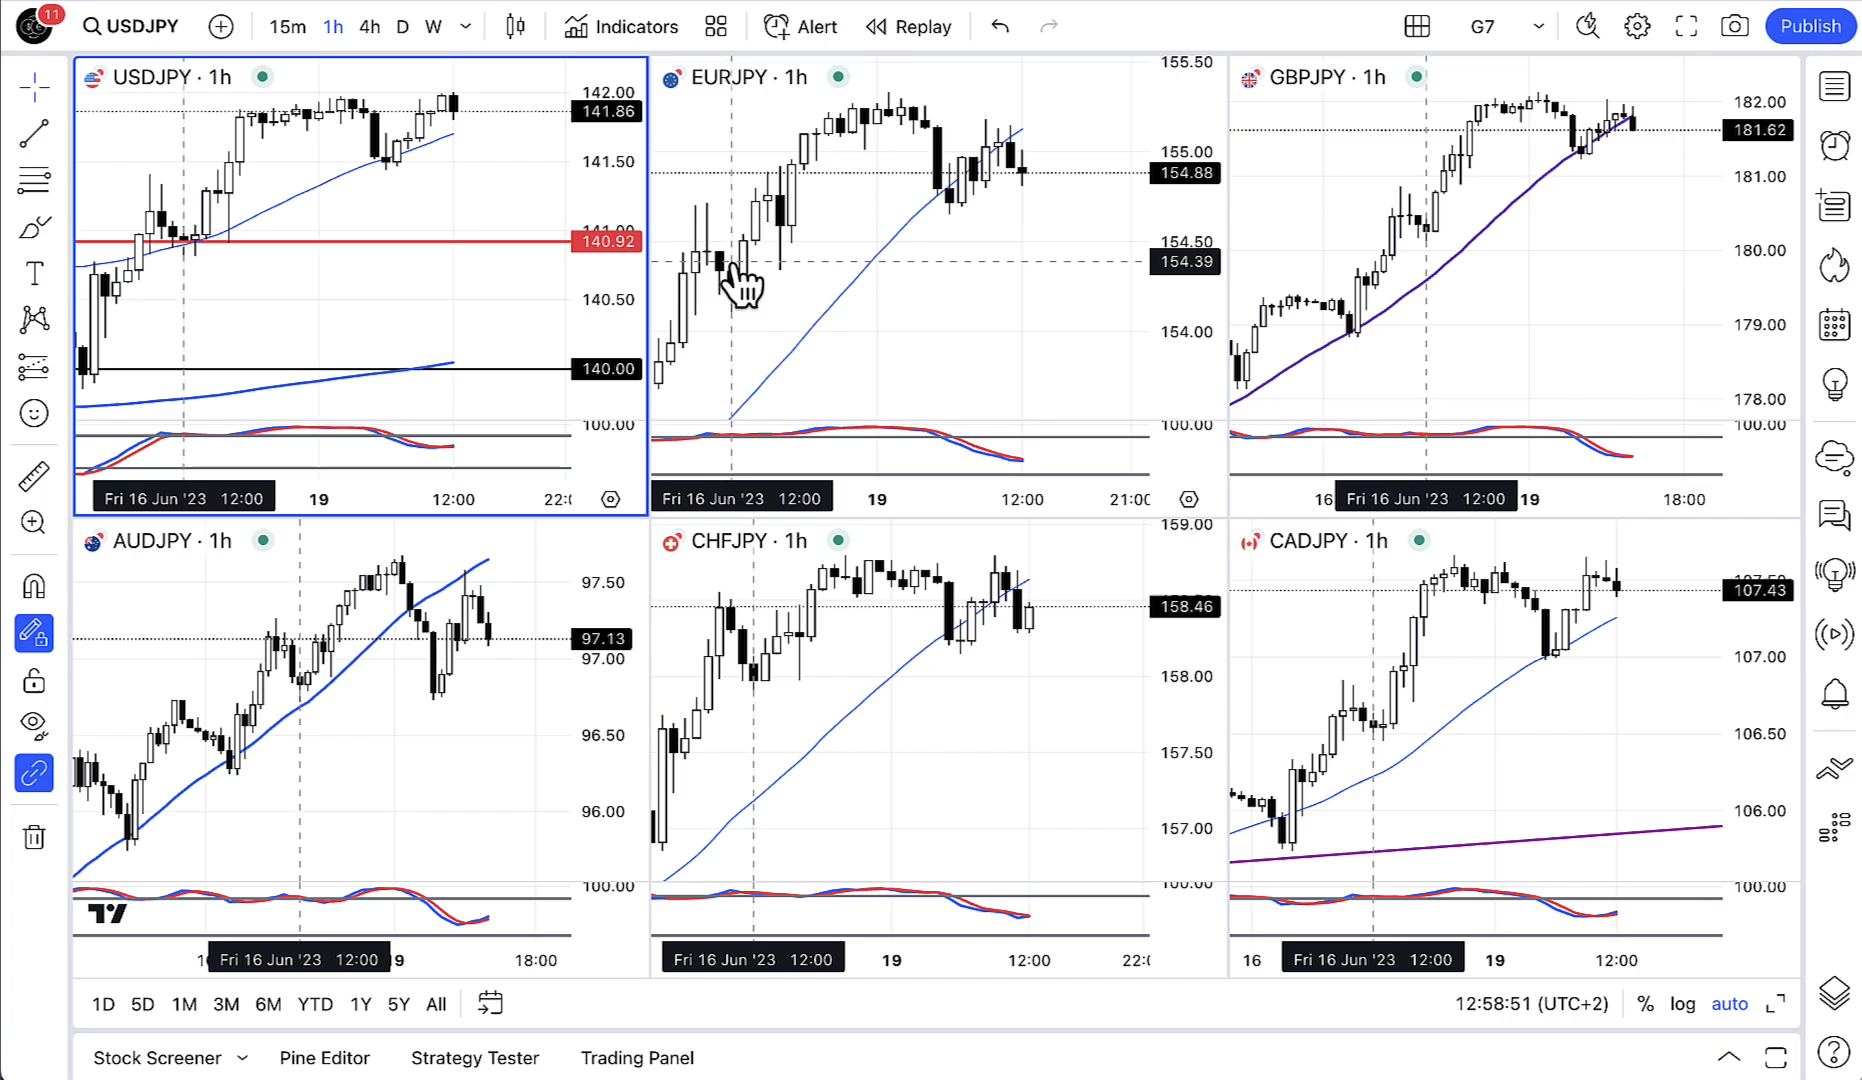 11
USDJPY
15m 1h 4h D W
Indicators
Alert
Replay
G7
Publish
USDJPY · 1h
142.00
141.86
141.50
140.92
140.50
140.00
100.00
Fri 16 Jun '23 12:00
19
12:00
EURJPY · 1h
155.50
155.00
154.88
154.50
154.39
154.00
100.00
Fri 16 Jun '23 12:00
19
12:00
21:00
GBPJPY · 1h
182.00
181.62
181.00
180.00
179.00
178.00
100.00
16
Fri 16 Jun '23 12:00
19
18:00
AUDJPY · 1h
97.50
97.13
97.00
96.50
96.00
100.00
Fri 16 Jun '23 12:00
18:00
CHFJPY · 1h
159.00
158.46
158.00
157.50
157.00
100.00
Fri 16 Jun '23 12:00
19
12:00
CADJPY · 1h
107.43
107.00
106.50
106.00
100.00
16
Fri 16 Jun '23 12:00
19
12:00
1D 5D 1M 3M 6M YTD 1Y 5Y All
12:58:51 (UTC+2)
% log auto
Stock Screener
Pine Editor
Strategy Tester
Trading Panel